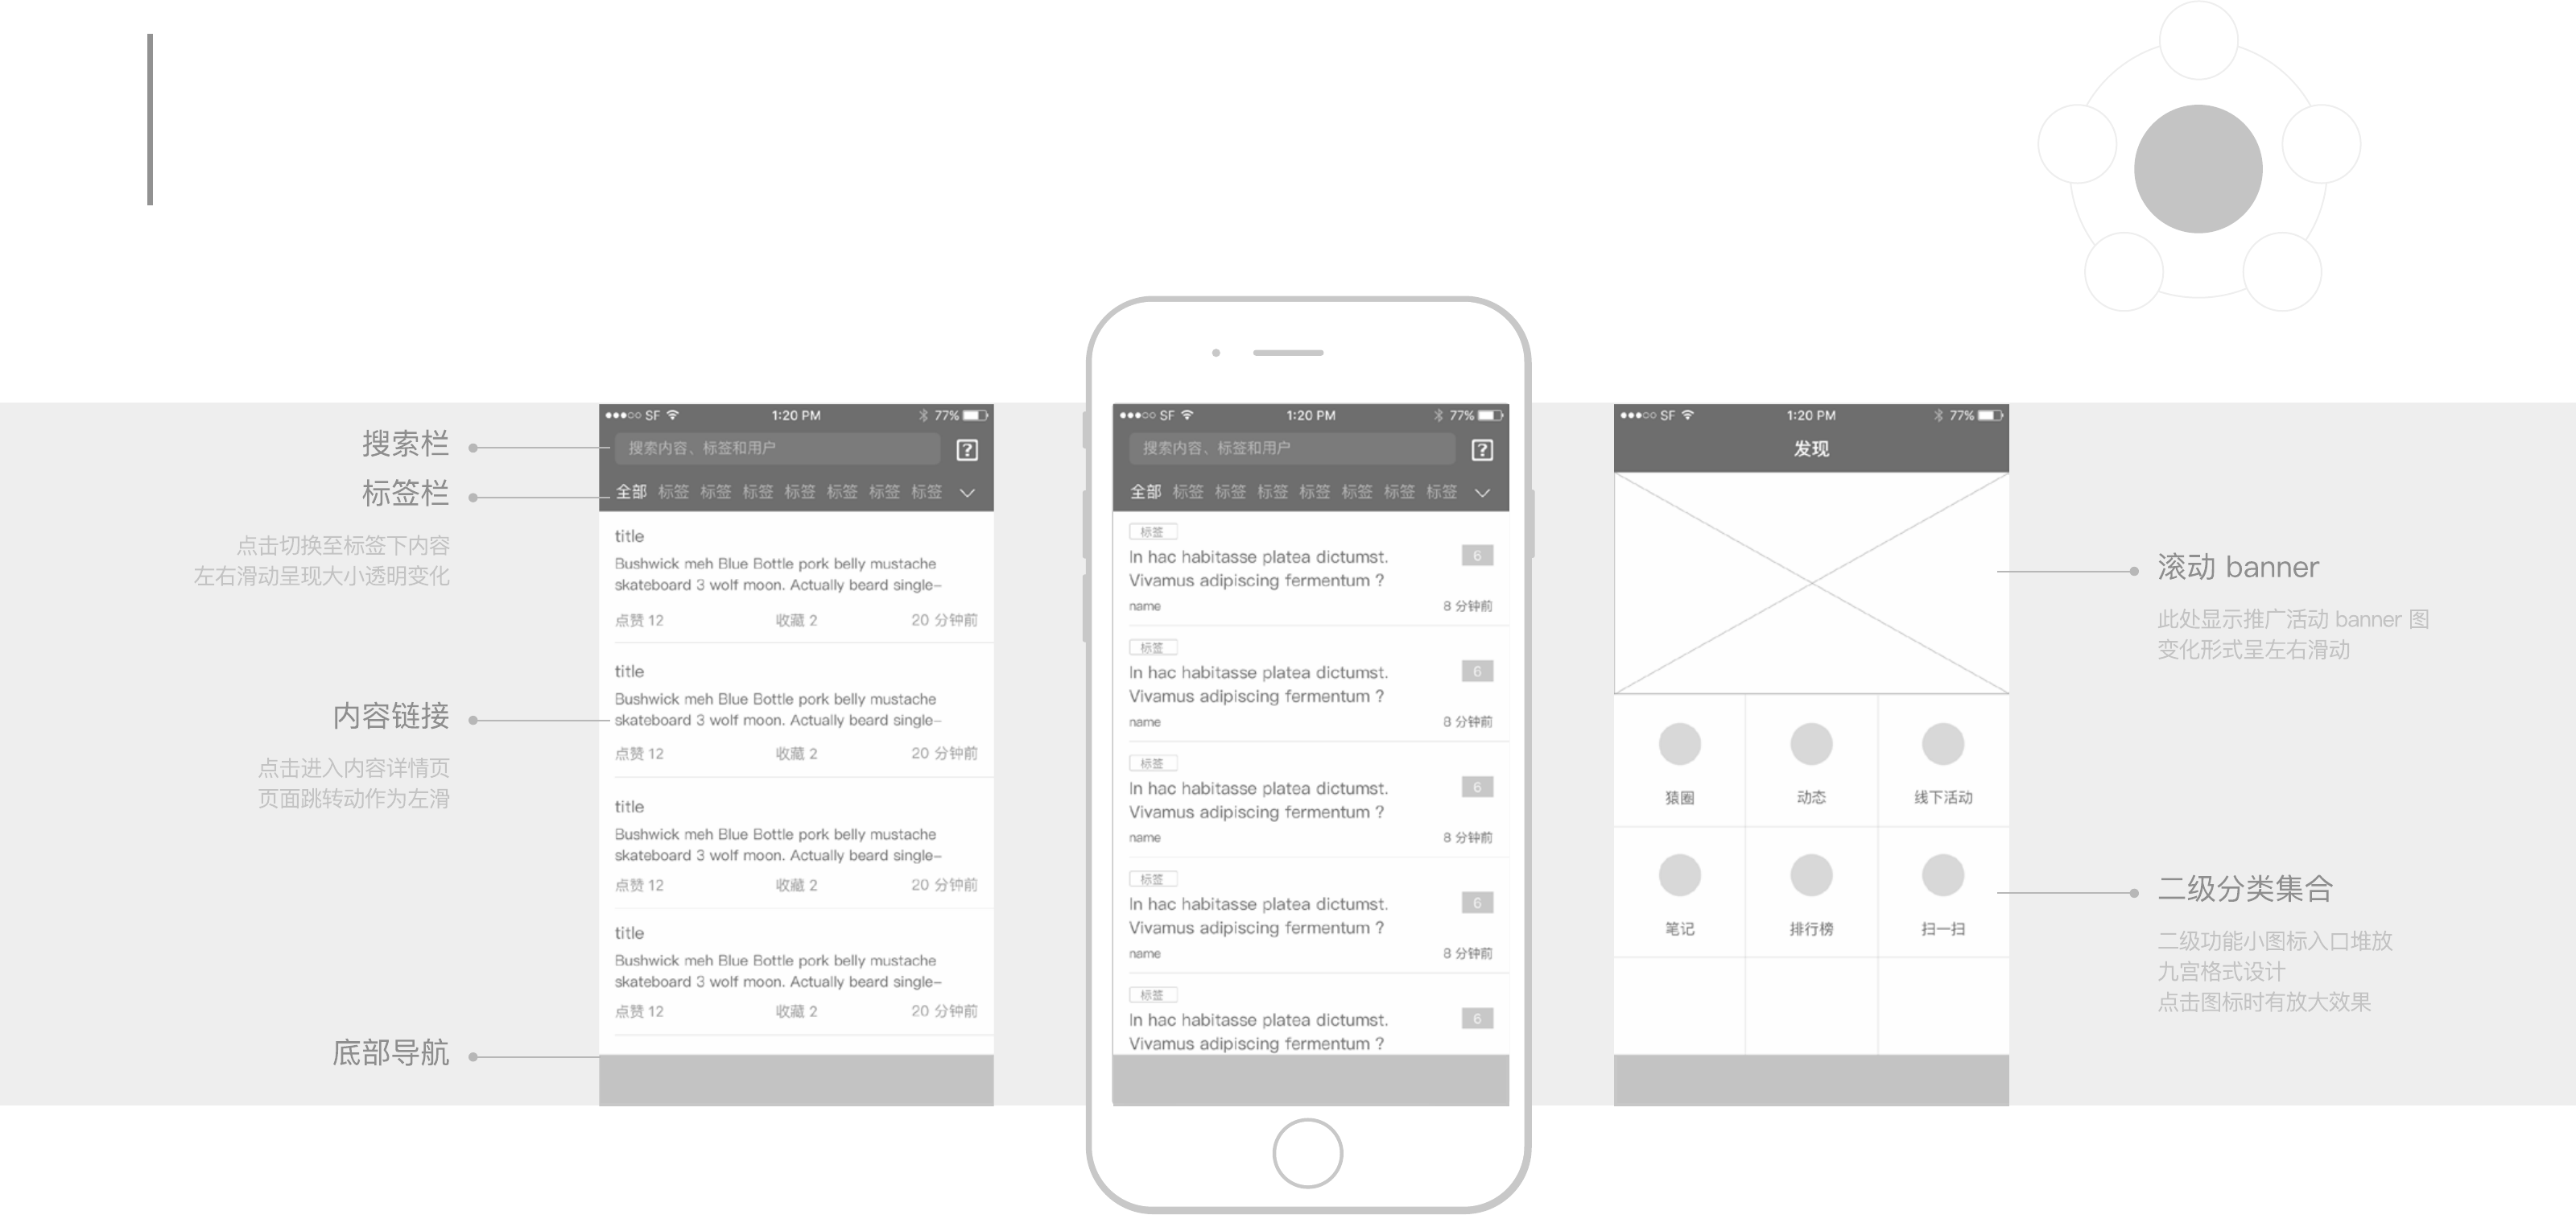 搜索栏
标签栏
点击切换至标签下内容
左右滑动呈现大小透明变化
内容链接
点击进入内容详情页
页面跳转动作为左滑
底部导航
SF 1:20 PM 77%
搜索内容、标签和用户 ?
全部 标签 标签 标签 标签 标签 标签 标签
title
Bushwick meh Blue Bottle pork belly mustache
skateboard 3 wolf moon. Actually beard single–
点赞 12 收藏 2 20 分钟前
title
Bushwick meh Blue Bottle pork belly mustache
skateboard 3 wolf moon. Actually beard single–
点赞 12 收藏 2 20 分钟前
title
Bushwick meh Blue Bottle pork belly mustache
skateboard 3 wolf moon. Actually beard single–
点赞 12 收藏 2 20 分钟前
title
Bushwick meh Blue Bottle pork belly mustache
skateboard 3 wolf moon. Actually beard single–
点赞 12 收藏 2 20 分钟前
SF 1:20 PM 77%
搜索内容、标签和用户 ?
全部 标签 标签 标签 标签 标签 标签 标签
标签
In hac habitasse platea dictumst. 6
Vivamus adipiscing fermentum ?
name 8 分钟前
标签
In hac habitasse platea dictumst. 6
Vivamus adipiscing fermentum ?
name 8 分钟前
标签
In hac habitasse platea dictumst. 6
Vivamus adipiscing fermentum ?
name 8 分钟前
标签
In hac habitasse platea dictumst. 6
Vivamus adipiscing fermentum ?
name 8 分钟前
标签
In hac habitasse platea dictumst. 6
Vivamus adipiscing fermentum ?
SF 1:20 PM 77%
发现
猿圈 动态 线下活动
笔记 排行榜 扫一扫
滚动 banner
此处显示推广活动 banner 图
变化形式呈左右滑动
二级分类集合
二级功能小图标入口堆放
九宫格式设计
点击图标时有放大效果